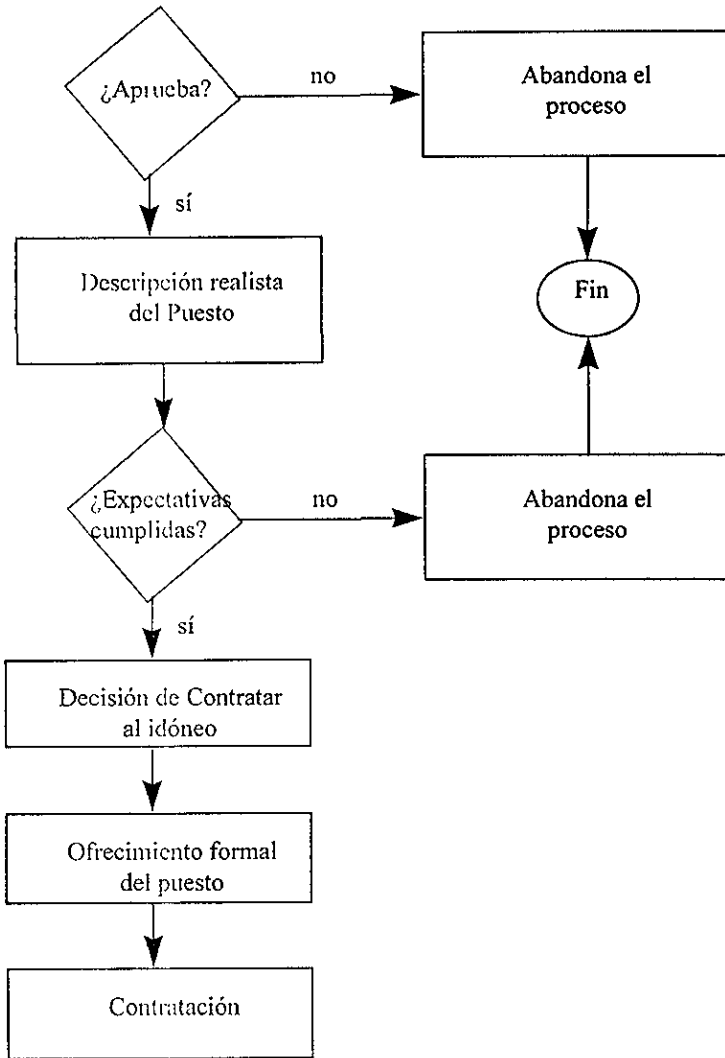 ¿Aprueba?
no
Abandona el
proceso
sí
Descripción realista
del Puesto
Fin
¿Expectativas
cumplidas?
no
Abandona el
proceso
sí
Decisión de Contratar
al idóneo
Ofrecimiento formal
del puesto
Contratación